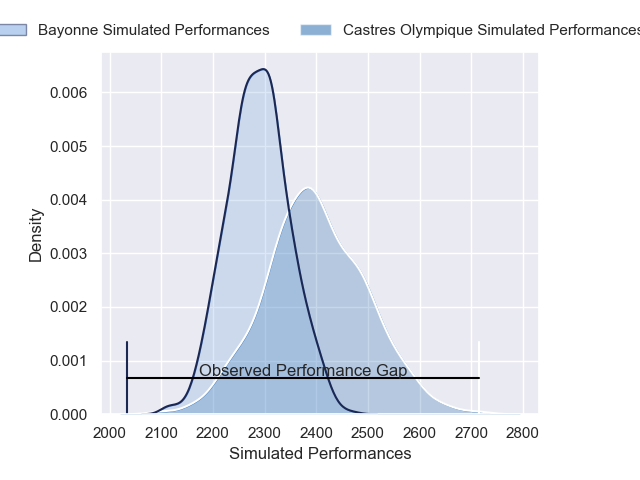 Bayonne Simulated Performances
Castres Olympique Simulated Performances
0.006
0.005
0.004
0.003
0.002
0.001
0.000
Density
Observed Performance Gap
2000 2100 2200 2300 2400 2500 2600 2700 2800
Simulated Performances